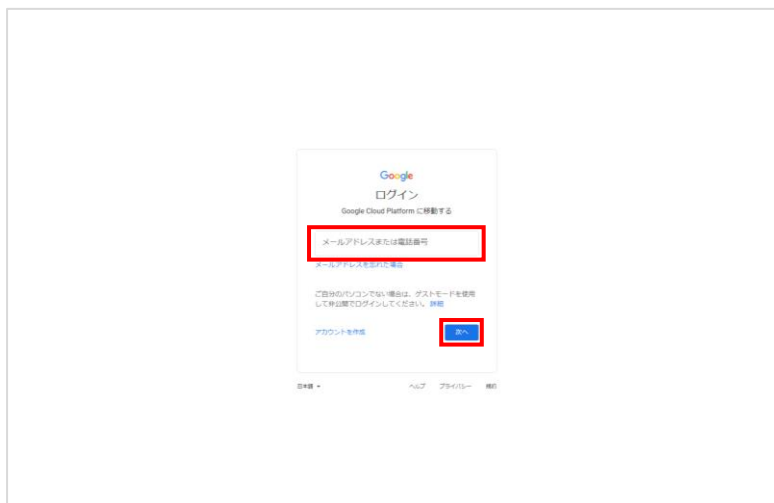 Google
ログイン
Google Cloud Platform に移動する
メールアドレスまたは電話番号
メールアドレスを忘れた場合
ご自分のパソコンでない場合は、ゲストモードを使用
して非公開でログインしてください。 詳細
アカウントを作成 次へ
日本語 ヘルプ プライバシー 規約